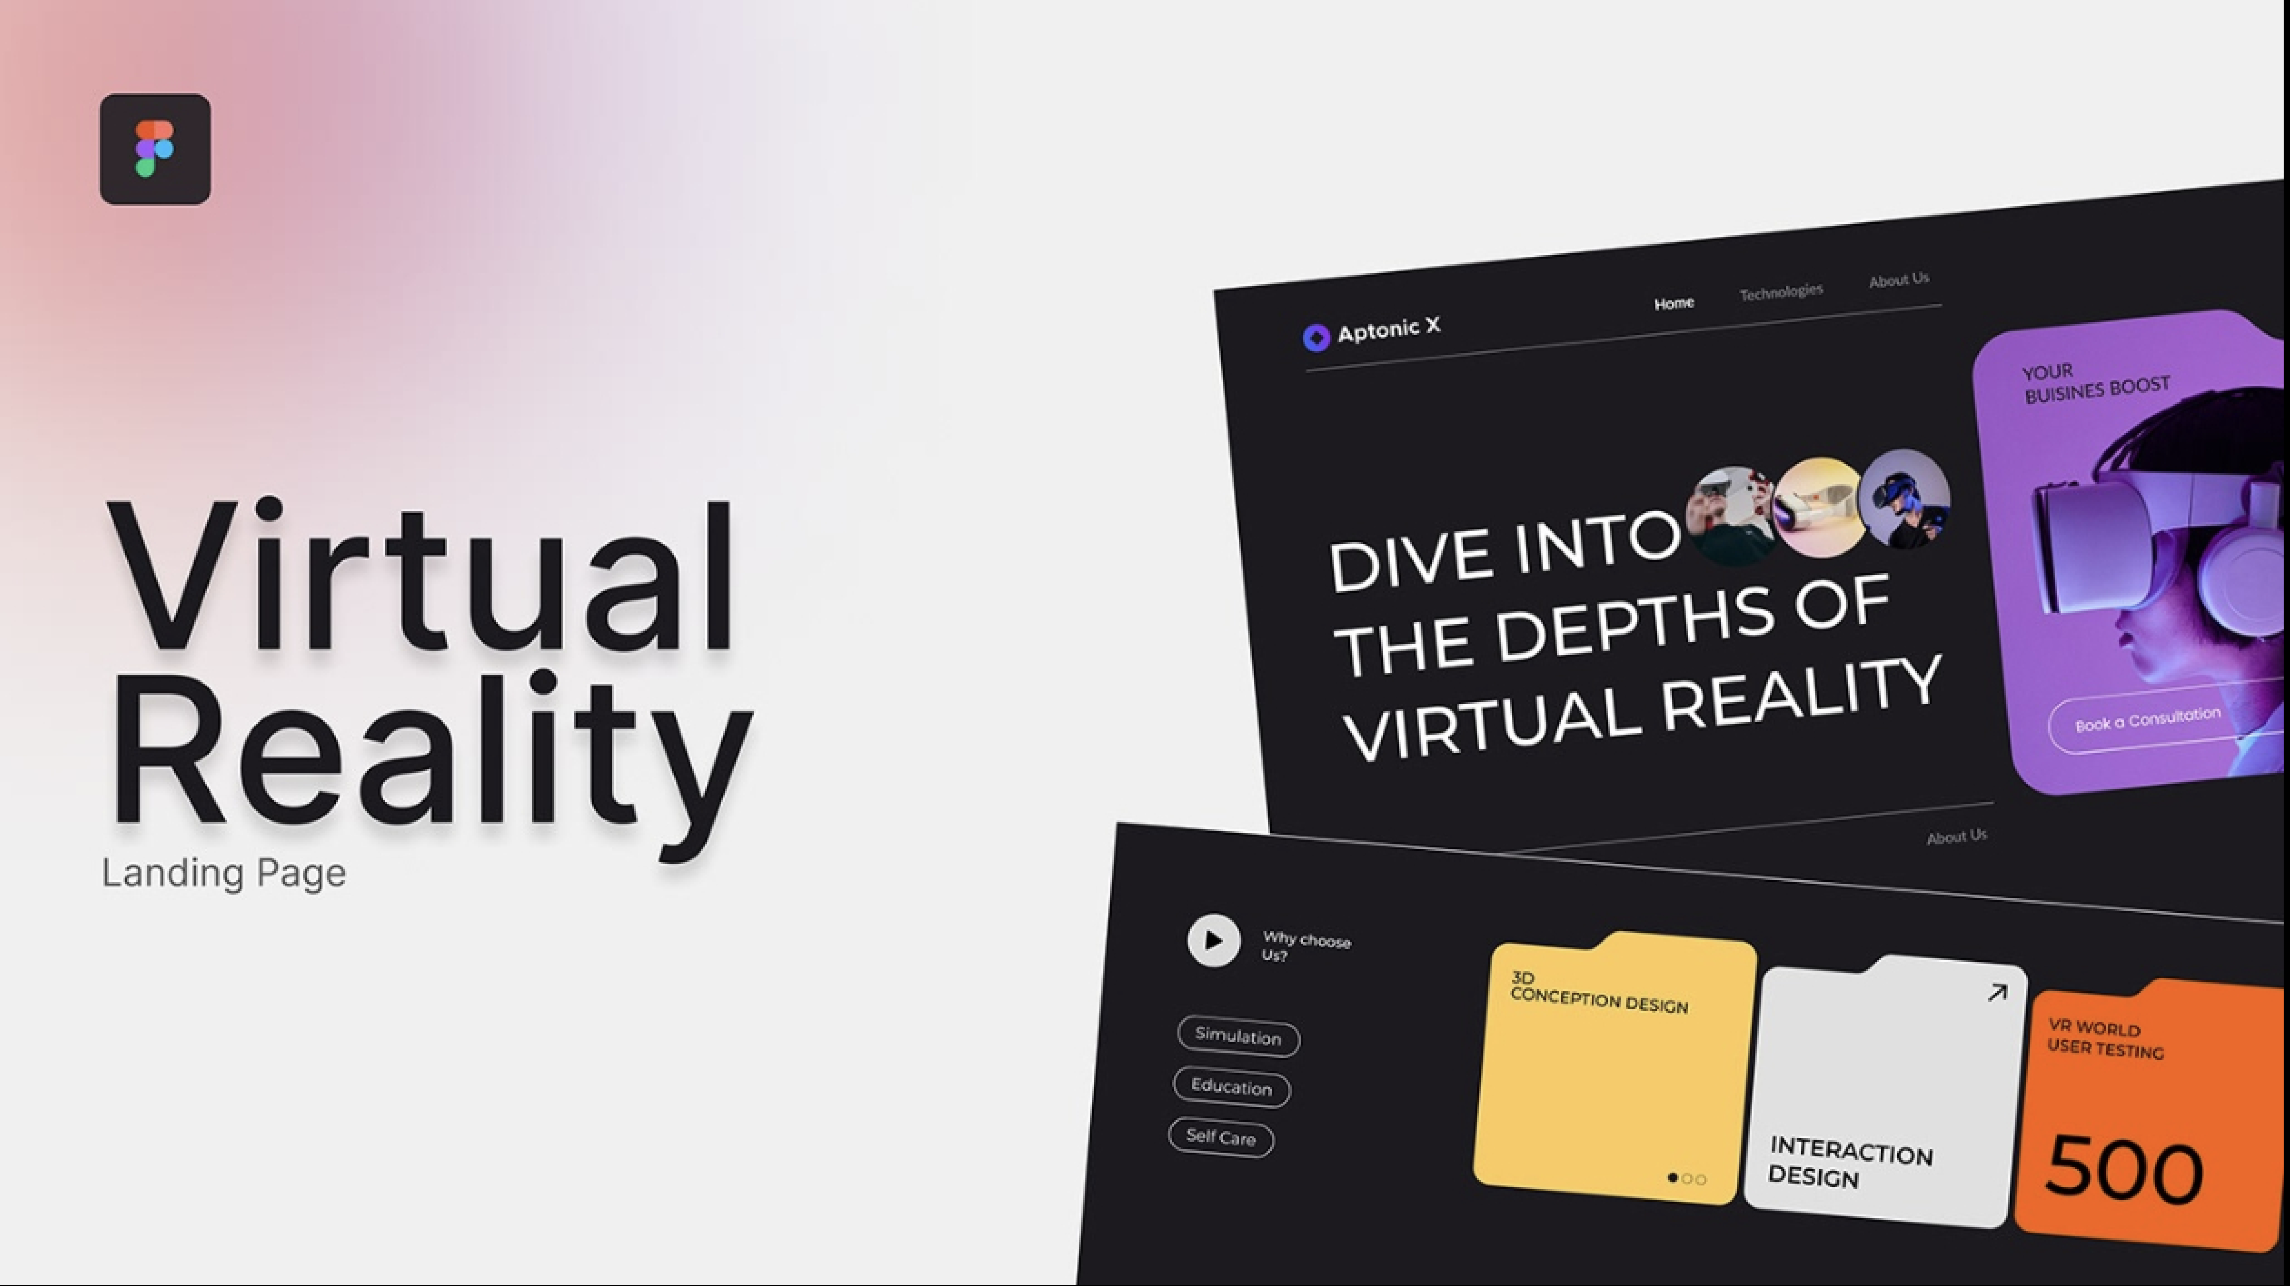 Virtual
Reality
Landing Page
Aptonic X
Home
Technologies
About Us
YOUR
BUISINES BOOST
DIVE INTO
THE DEPTHS OF
VIRTUAL REALITY
Book a Consultation
About Us
Why choose
Us?
Simulation
Education
Self Care
3D
CONCEPTION DESIGN
INTERACTION
DESIGN
VR WORLD
USER TESTING
500